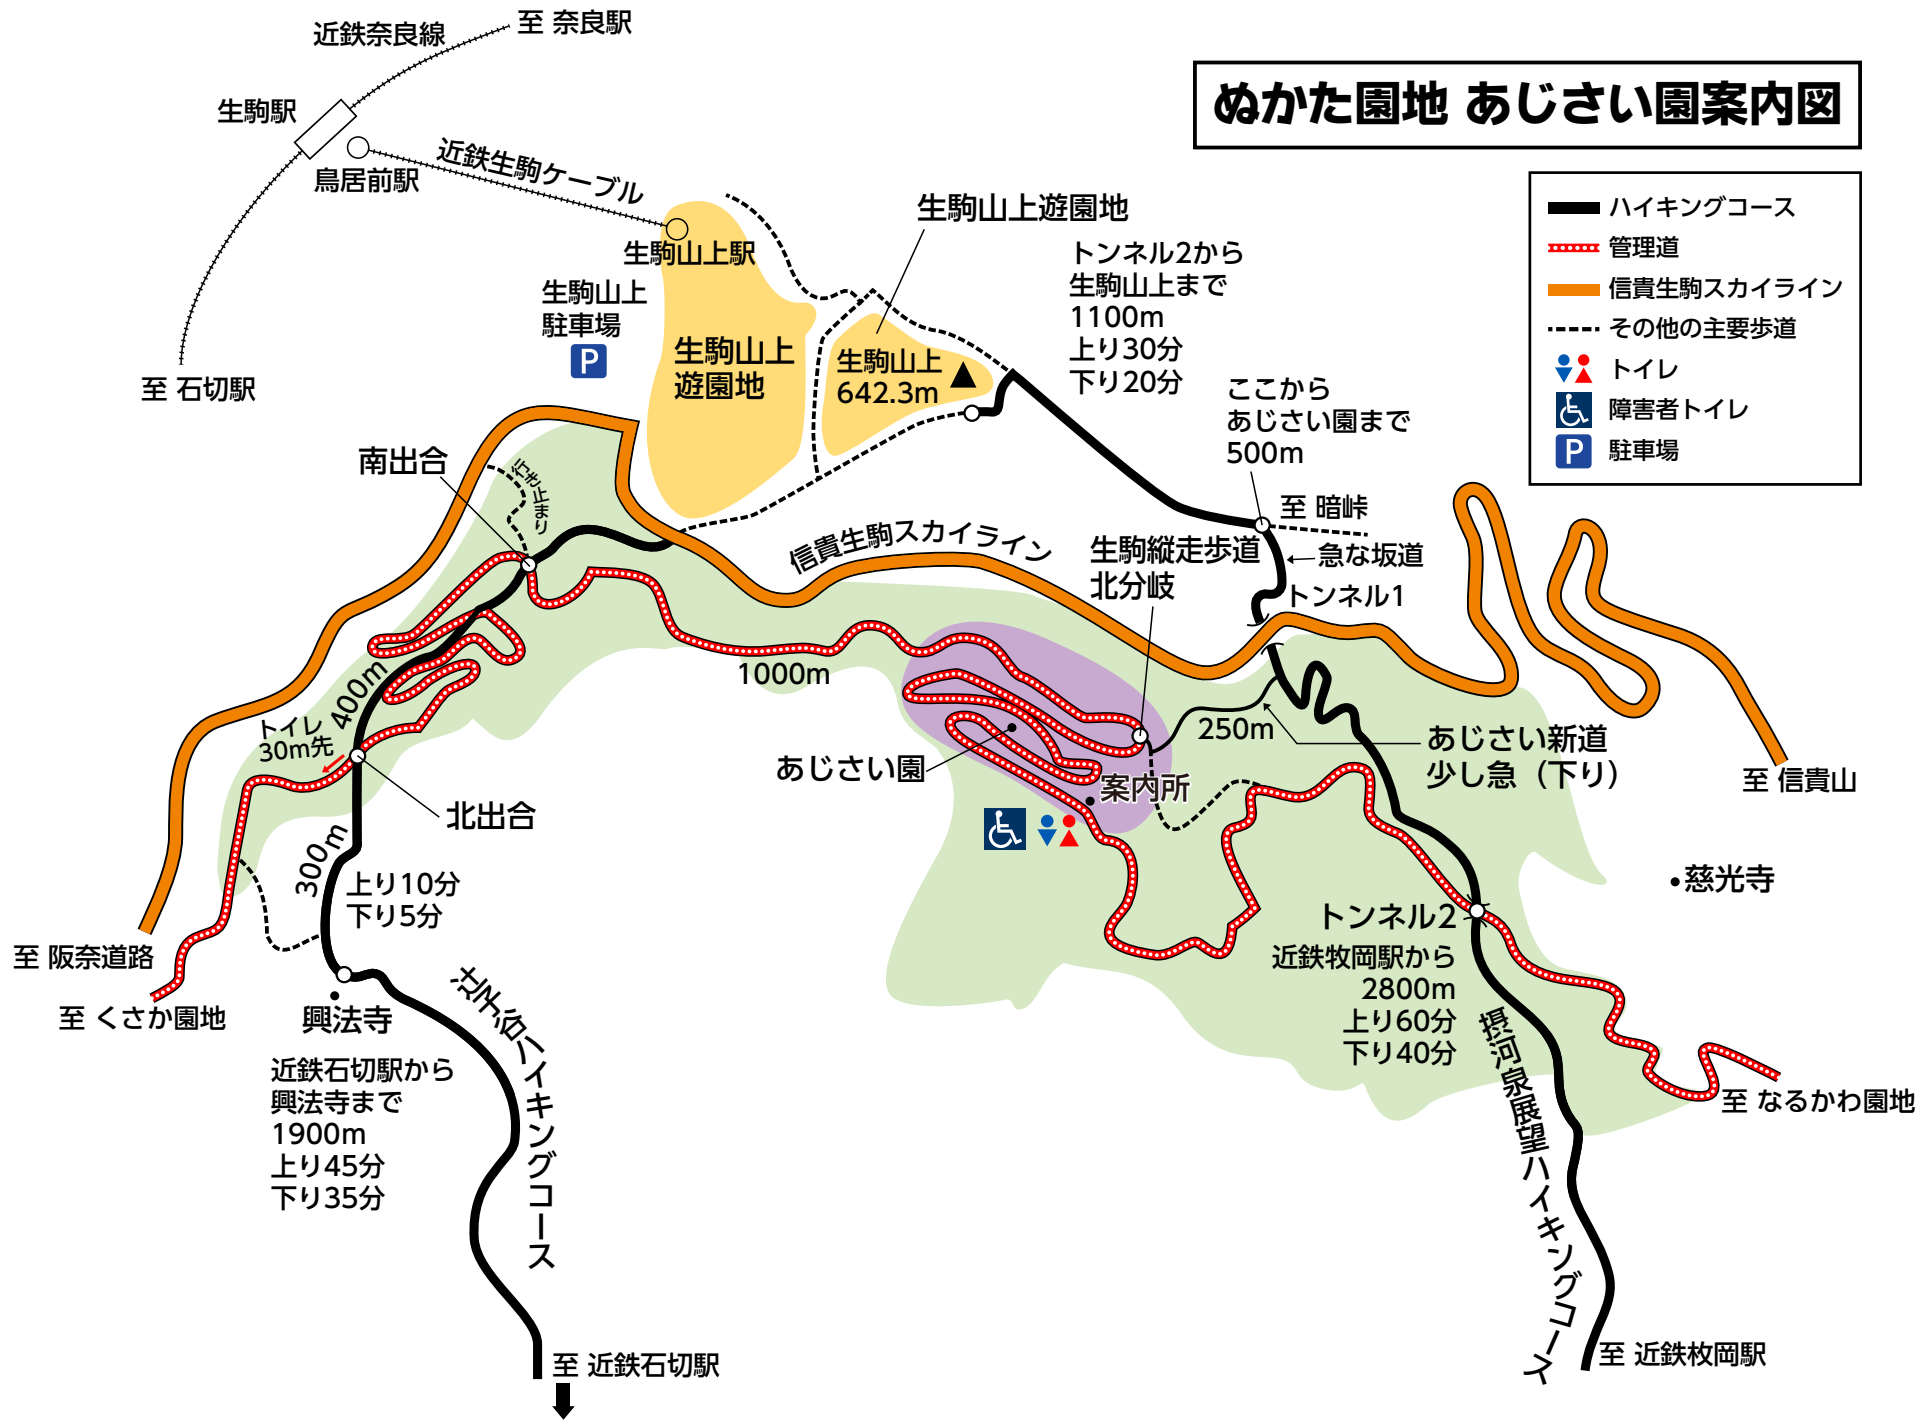 ぬかた園地 あじさい園案内図
ハイキングコース
管理道
信貴生駒スカイライン
その他の主要歩道
トイレ
障害者トイレ
P
駐車場
近鉄奈良線
至 奈良駅
生駒駅
鳥居前駅
近鉄生駒ケーブル
至 石切駅
生駒山上駅
生駒山上
駐車場
P
生駒山上
遊園地
生駒山上遊園地
生駒山上
642.3m
トンネル2から
生駒山上まで
1100m
上り30分
下り20分
ここから
あじさい園まで
500m
至 暗峠
急な坂道
トンネル1
生駒縦走歩道
北分岐
信貴生駒スカイライン
南出合
行き止まり
400m
トイレ
30m先
北出合
300m
上り10分
下り5分
1000m
あじさい園
案内所
250m
あじさい新道
少し急（下り）
至 信貴山
慈光寺
トンネル2
近鉄牧岡駅から
2800m
上り60分
下り40分
至 阪奈道路
至 くさか園地
興法寺
近鉄石切駅から
興法寺まで
1900m
上り45分
下り35分
辻子谷ハイキングコース
摂河泉展望ハイキングコース
至 なるかわ園地
至 近鉄石切駅
至 近鉄枚岡駅